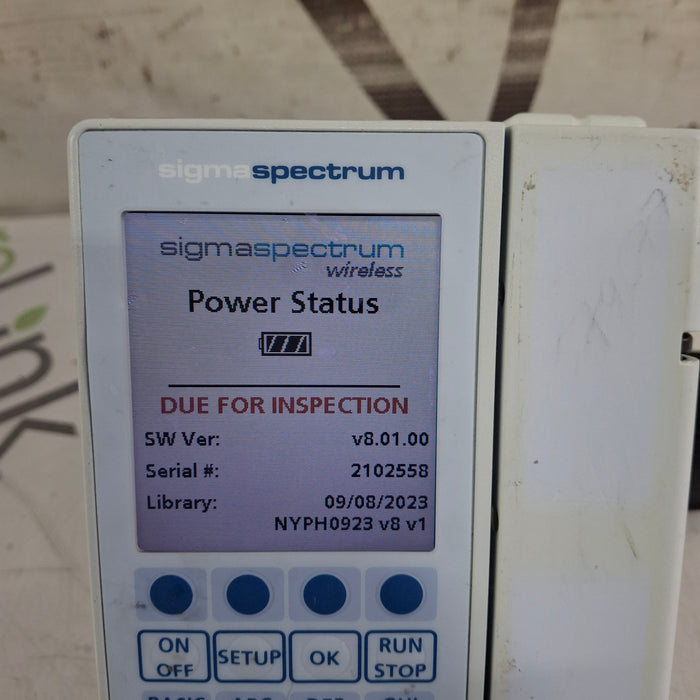 sigmaspectrum
sigmaspectrum
wireless
Power Status
DUE FOR INSPECTION
SW Ver: v8.01.00
Serial #: 2102558
Library: 09/08/2023
NYPH0923 v8 v1
ON OFF SETUP OK RUN STOP